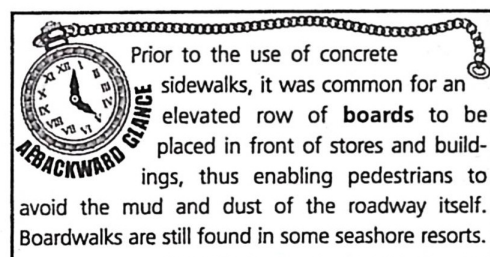 A BACKWARD GLANCE
Prior to the use of concrete
sidewalks, it was common for an
elevated row of boards to be
placed in front of stores and build-
ings, thus enabling pedestrians to
avoid the mud and dust of the roadway itself.
Boardwalks are still found in some seashore resorts.